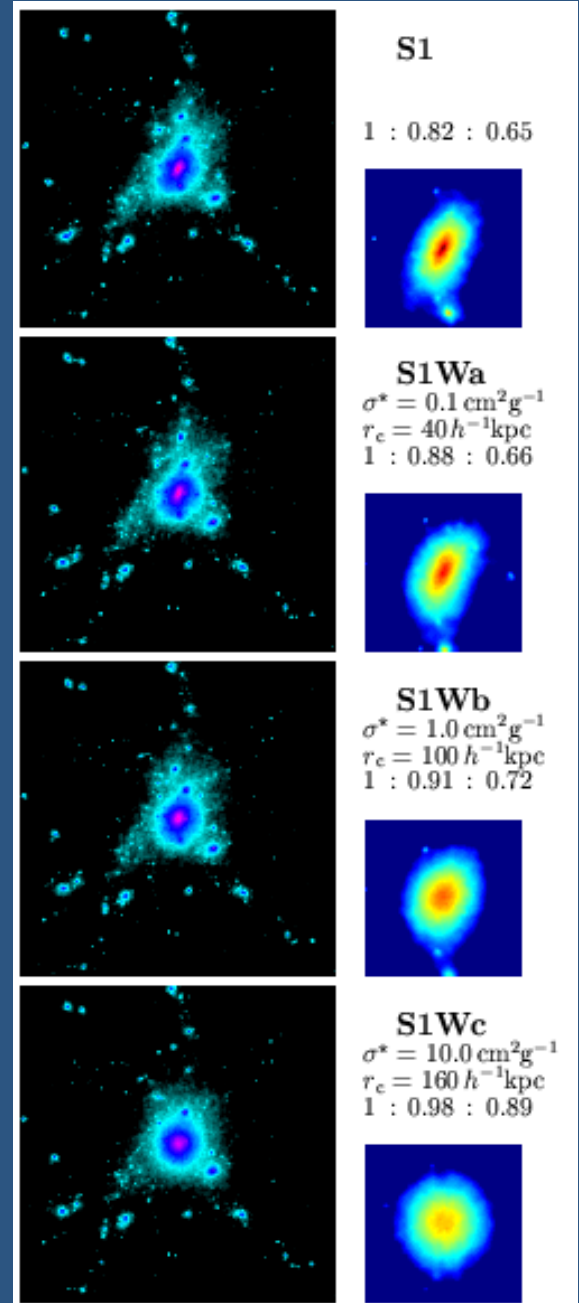 S1
1 : 0.82 : 0.65
S1Wa
σ* = 0.1 cm²g⁻¹
r_c = 40 h⁻¹kpc
1 : 0.88 : 0.66
S1Wb
σ* = 1.0 cm²g⁻¹
r_c = 100 h⁻¹kpc
1 : 0.91 : 0.72
S1Wc
σ* = 10.0 cm²g⁻¹
r_c = 160 h⁻¹kpc
1 : 0.98 : 0.89